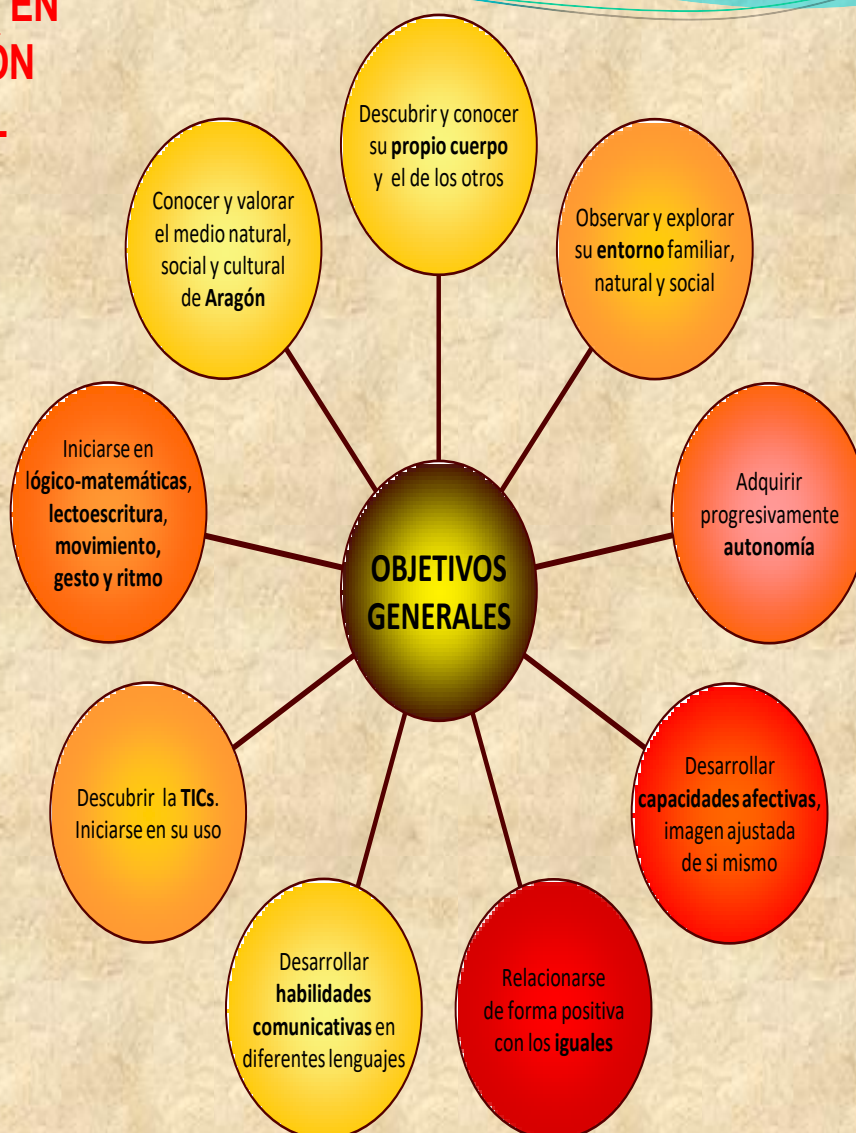 EN
ÓN
Descubrir y conocer
su propio cuerpo
y el de los otros
Observar y explorar
su entorno familiar,
natural y social
Adquirir
progresivamente
autonomía
Desarrollar
capacidades afectivas,
imagen ajustada
de si mismo
Relacionarse
de forma positiva
con los iguales
Desarrollar
habilidades
comunicativas en
diferentes lenguajes
Descubrir la TICs.
Iniciarse en su uso
Iniciarse en
lógico-matemáticas,
lectoescritura,
movimiento,
gesto y ritmo
Conocer y valorar
el medio natural,
social y cultural
de Aragón
OBJETIVOS
GENERALES